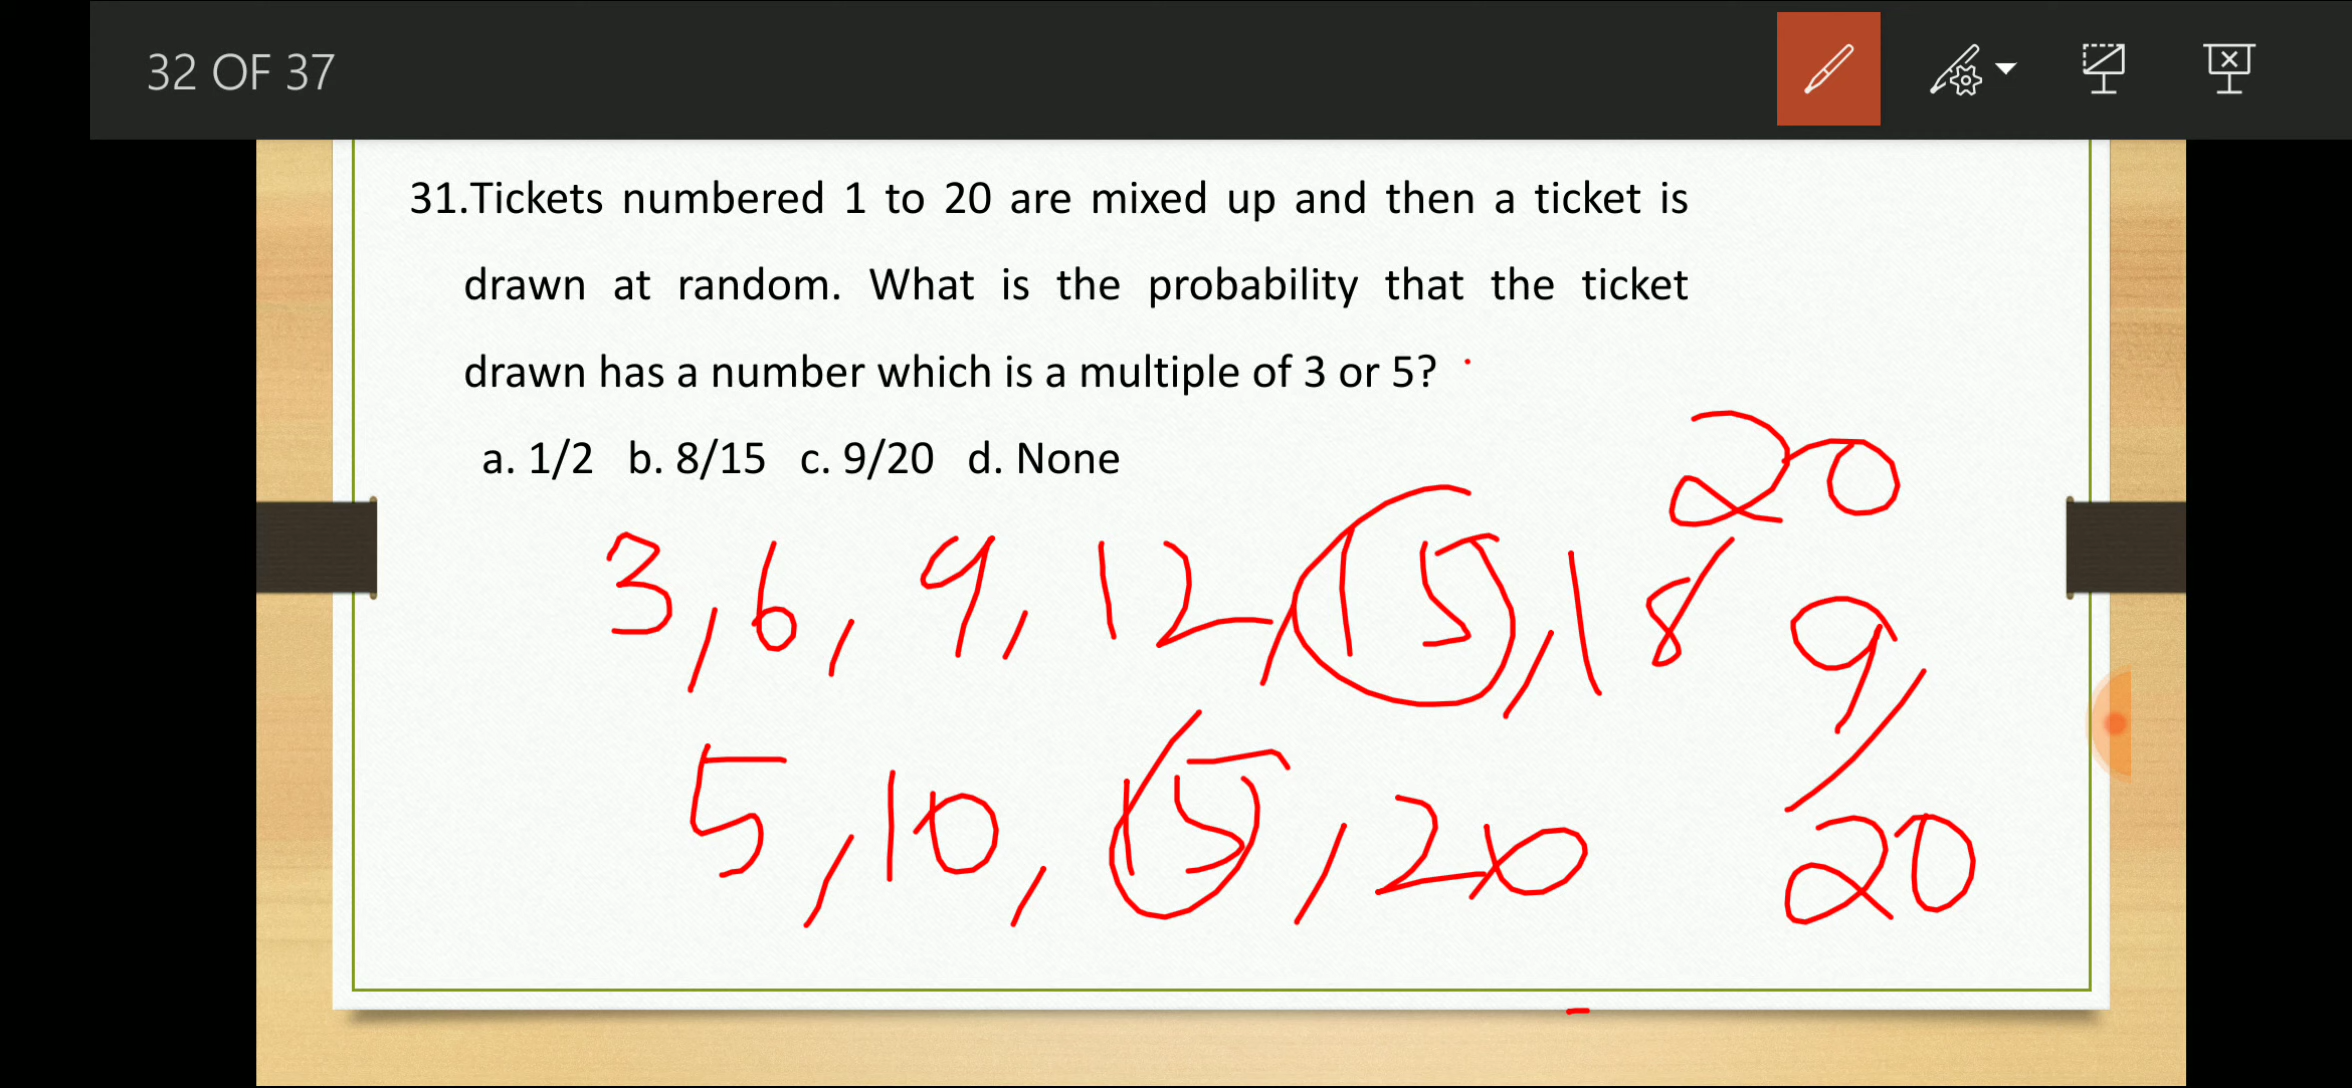 32 OF 37
31.Tickets numbered 1 to 20 are mixed up and then a ticket is
drawn at random. What is the probability that the ticket
drawn has a number which is a multiple of 3 or 5?
a. 1/2 b. 8/15 c. 9/20 d. None
20
3, 6, 9, 12, 15, 18
9/
5, 10, 15, 20
20